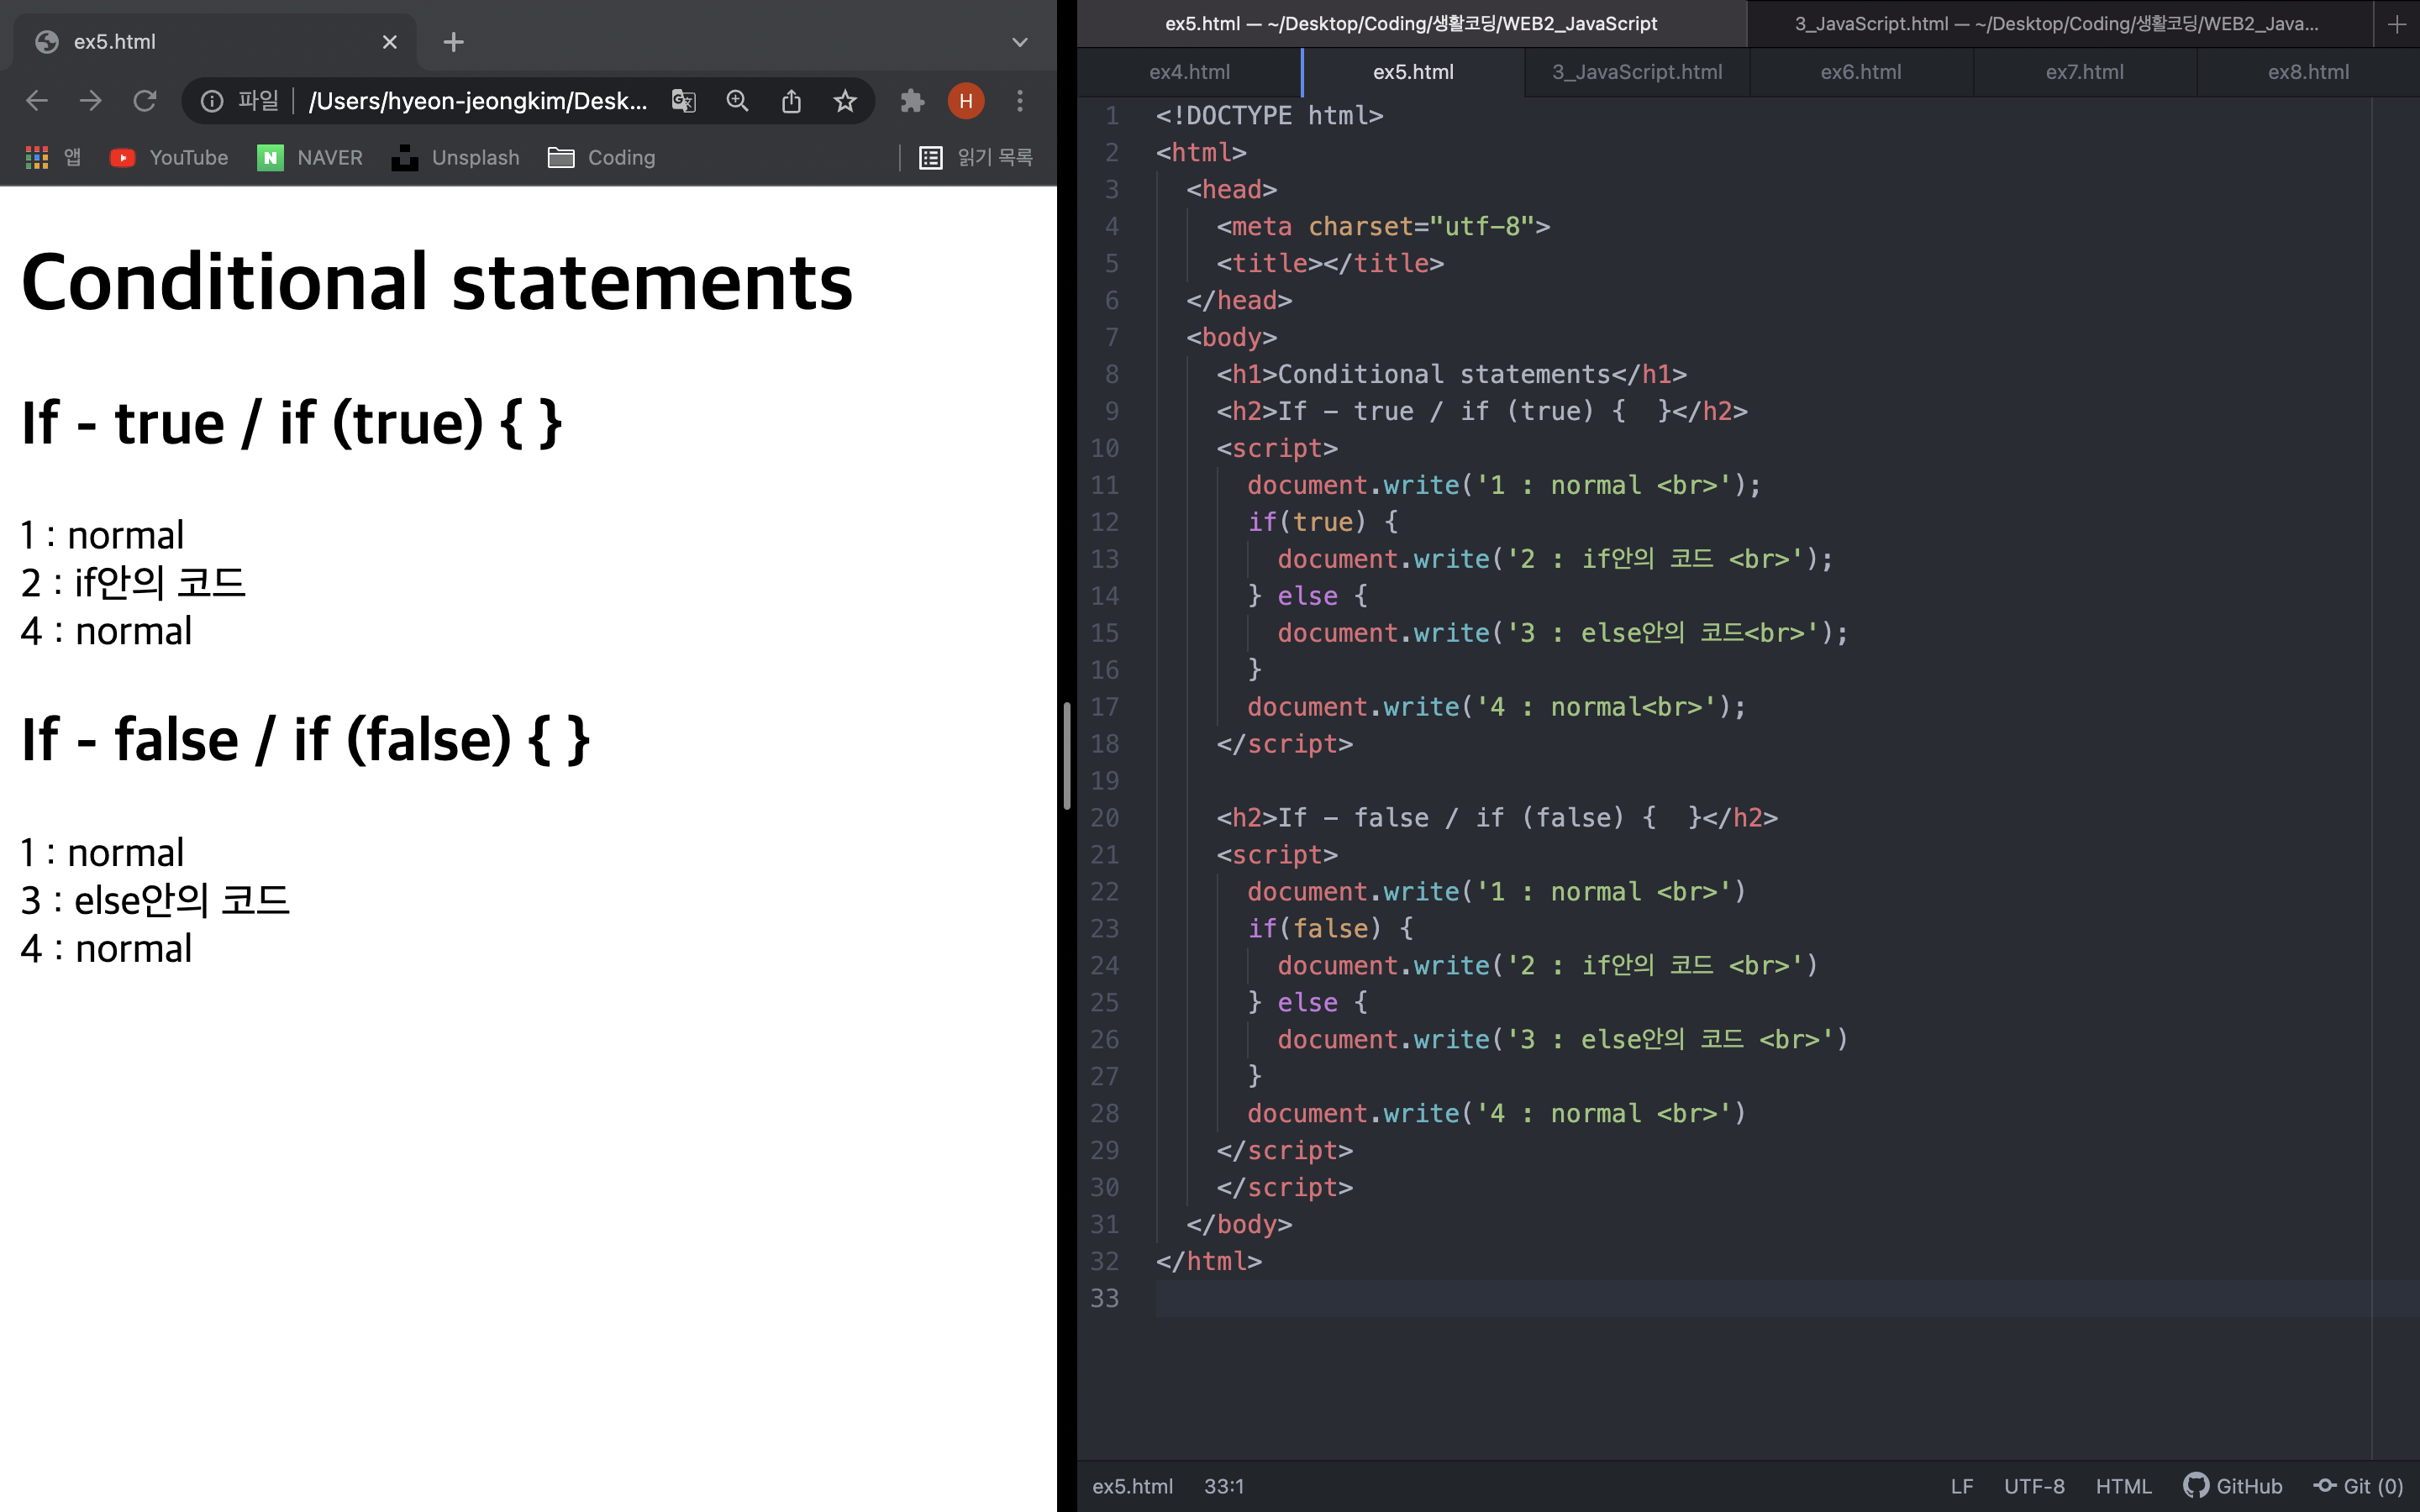 ex5.html
파일 /Users/hyeon-jeongkim/Desk...
H
앱 YouTube NAVER Unsplash Coding 읽기 목록
Conditional statements
If - true / if (true) { }
1 : normal
2 : if안의 코드
4 : normal
If - false / if (false) { }
1 : normal
3 : else안의 코드
4 : normal
ex5.html — ~/Desktop/Coding/생활코딩/WEB2_JavaScript 3_JavaScript.html — ~/Desktop/Coding/생활코딩/WEB2_Java...
ex4.html ex5.html 3_JavaScript.html ex6.html ex7.html ex8.html
1 <!DOCTYPE html>
2 <html>
3 <head>
4 <meta charset="utf-8">
5 <title></title>
6 </head>
7 <body>
8 <h1>Conditional statements</h1>
9 <h2>If - true / if (true) {  }</h2>
10 <script>
11 document.write('1 : normal <br>');
12 if(true) {
13 document.write('2 : if안의 코드 <br>');
14 } else {
15 document.write('3 : else안의 코드<br>');
16 }
17 document.write('4 : normal<br>');
18 </script>
19
20 <h2>If - false / if (false) {  }</h2>
21 <script>
22 document.write('1 : normal <br>')
23 if(false) {
24 document.write('2 : if안의 코드 <br>')
25 } else {
26 document.write('3 : else안의 코드 <br>')
27 }
28 document.write('4 : normal <br>')
29 </script>
30 </script>
31 </body>
32 </html>
33
ex5.html 33:1 LF UTF-8 HTML GitHub Git (0)